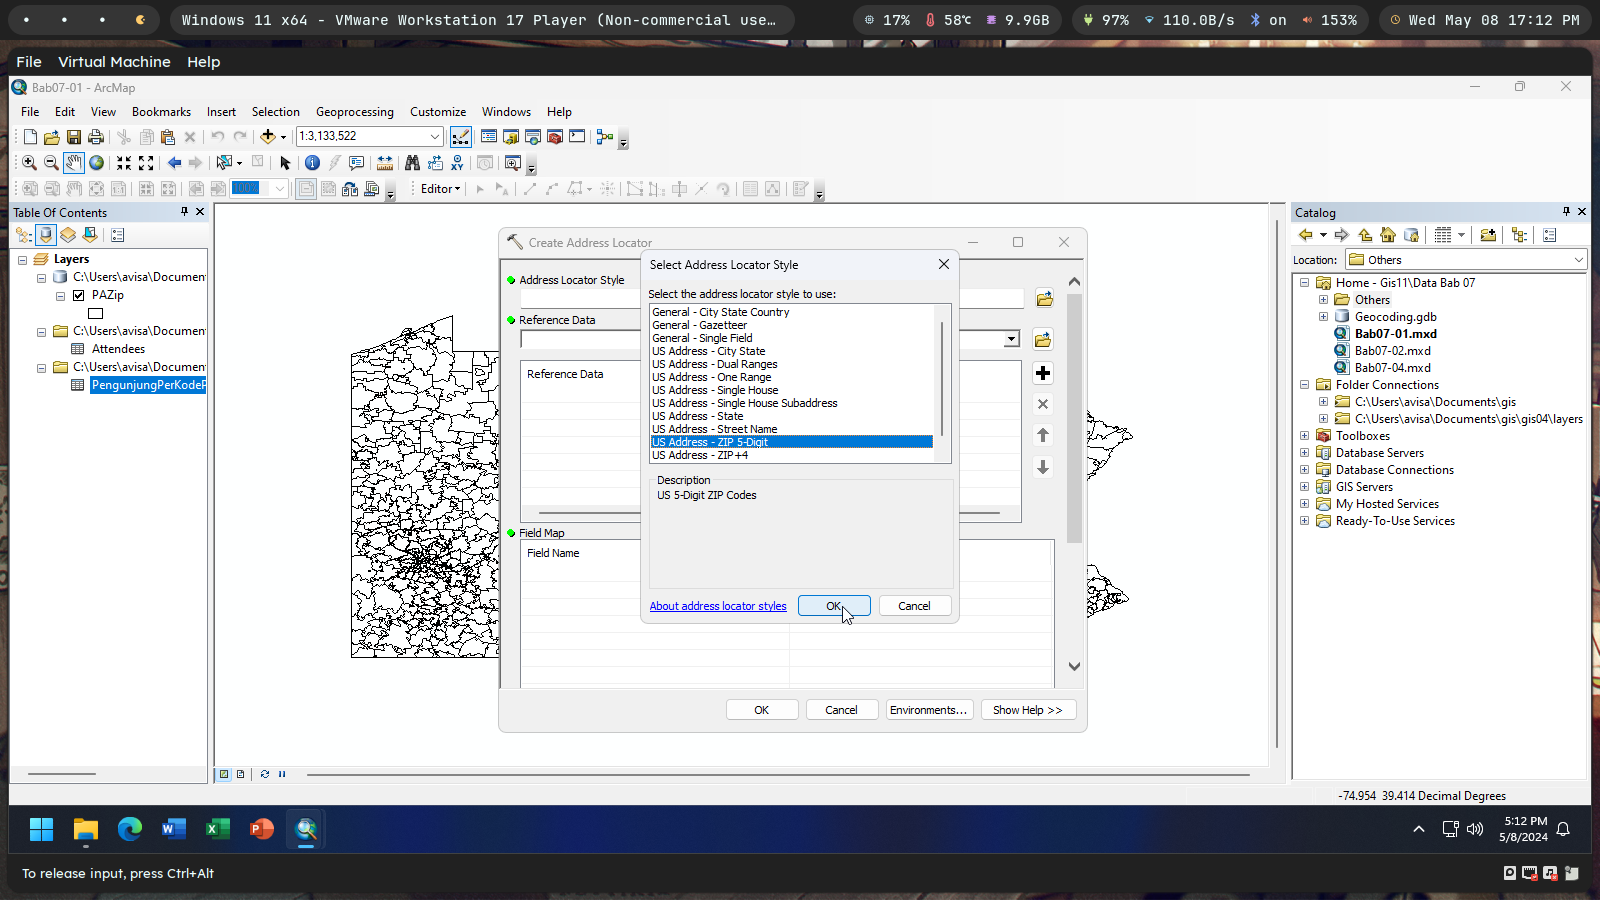 Windows 11 x64 - VMware Workstation 17 Player (Non-commercial use…
17% 58℃ 9.9GB
97% 110.0B/s on 153%
Wed May 08 17:12 PM
File Virtual Machine Help
Bab07-01 - ArcMap
File Edit View Bookmarks Insert Selection Geoprocessing Customize Windows Help
1:3,133,522
100%
Editor
Table Of Contents
Layers
C:\Users\avisa\Documen
PAZip
C:\Users\avisa\Documen
Attendees
C:\Users\avisa\Documen
PengunjungPerKodeP
Create Address Locator
Address Locator Style
Reference Data
Reference Data
Field Map
Field Name
OK Cancel Environments... Show Help >>
Select Address Locator Style
Select the address locator style to use:
General - City State Country
General - Gazetteer
General - Single Field
US Address - City State
US Address - Dual Ranges
US Address - One Range
US Address - Single House
US Address - Single House Subaddress
US Address - State
US Address - Street Name
US Address - ZIP 5-Digit
US Address - ZIP+4
Description
US 5-Digit ZIP Codes
About address locator styles OK Cancel
Catalog
Location: Others
Home - Gis11\Data Bab 07
Others
Geocoding.gdb
Bab07-01.mxd
Bab07-02.mxd
Bab07-04.mxd
Folder Connections
C:\Users\avisa\Documents\gis
C:\Users\avisa\Documents\gis\gis04\layers
Toolboxes
Database Servers
Database Connections
GIS Servers
My Hosted Services
Ready-To-Use Services
-74.954 39.414 Decimal Degrees
5:12 PM
5/8/2024
To release input, press Ctrl+Alt